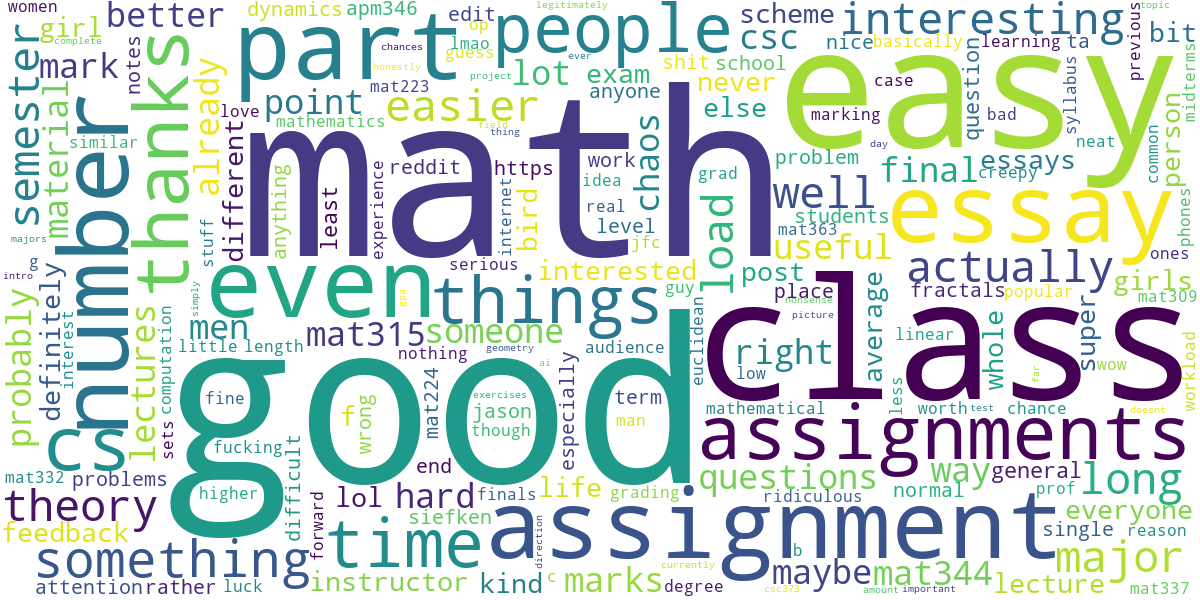 women
girl
complete
mark
notes
semester
material
similar
number
thanks
already
better
dynamics
apm346
part
chances
mat223
love
point
mathematics
different
anything
least
experience
reddit
https
math
edit
op
lmao
guess
legitimately
honestly
project
ever
people
lot
exam
field
thing
easier
anyone
work
idea
real
level
internet
bird
chaos
jfc
scheme
csc
nice
basically
shit
school
never
else
grad
problem
students
mat363
well
useful
load
post
interesting
learning
ta
bit
topic
previous
case
marking
question
bad
syllabus
neat
day
easy
final
essays
creepy
common
person
midterms
phones
essay
majors
intro
g
stuff
even
things
serious
interested
guy
place
nonsense
picture
actually
fractals
popular
girls
ones
mat309
probably
definitely
interest
lectures
sets
computation
men
little
length
simply
gpa
mat315
someone
nothing
geometry
ai
audience
euclidean
right
low
average
less
linear
whole
super
wow
workload
far
doesnt
class
cs
fine
fucking
good
f
wrong
mat224
exercises
jason
though
especially
term
man
mathematical
worth
test
chance
assignments
mat332
problems
theory
feedback
higher
difficult
forward
end
lol
hard
siefken
finals
life
grading
questions
ridiculous
way
general
normal
prof
long
everyone
single
reason
something
time
assignment
direction
b
maybe
mat344
major
attention
rather
luck
instructor
kind
c
marks
degree
currently
csc373
amount
important
lecture
mat337